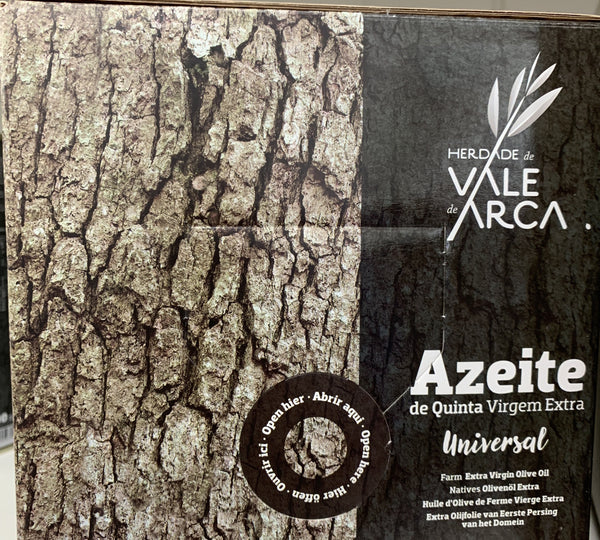 HERDADE de
VALE
de ARCA
Azeite
de Quinta Virgem Extra
Universal
Farm Extra Virgin Olive Oil
Natives Olivenöl Extra
Huile d'Olive de Ferme Vierge Extra
Extra Olijfolie van Eerste Persing
van het Domein
Open hier · Abrir aqui · Open here · Hier öffen · Ouvrir ici ·